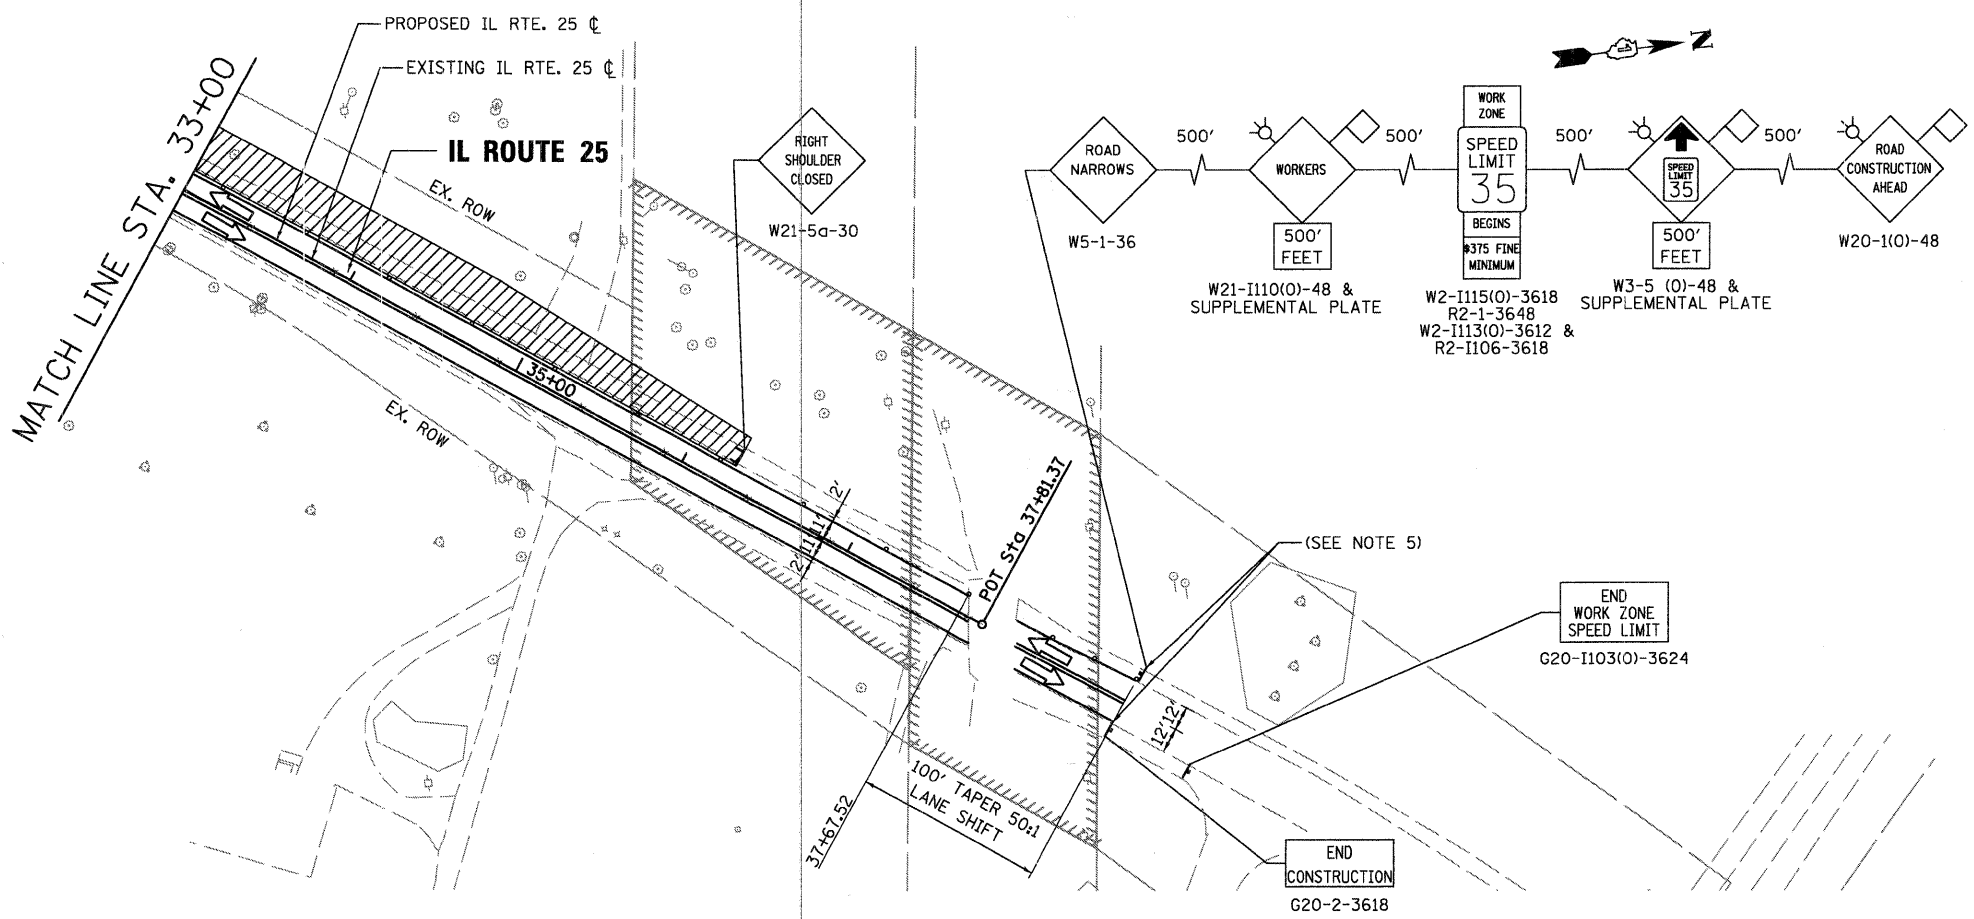 PROPOSED IL RTE. 25 ℄
EXISTING IL RTE. 25 ℄
IL ROUTE 25
MATCH LINE STA. 33+00
EX. ROW
EX. ROW
35+00
RIGHT
SHOULDER
CLOSED
W21-5a-30
ROAD
NARROWS
W5-1-36
500'
WORKERS
500'
FEET
W21-I110(O)-48 &
SUPPLEMENTAL PLATE
500'
WORK
ZONE
SPEED
LIMIT
35
BEGINS
$375 FINE
MINIMUM
W2-I115(O)-3618
R2-1-3648
W2-I113(O)-3612 &
R2-I106-3618
500'
SPEED
LIMIT
35
500'
FEET
W3-5 (O)-48 &
SUPPLEMENTAL PLATE
500'
ROAD
CONSTRUCTION
AHEAD
W20-1(O)-48
N
2'
11'
11'
2'
POT Sta 37+81.37
(SEE NOTE 5)
END
WORK ZONE
SPEED LIMIT
G20-I103(O)-3624
12'
12'
37+67.52
100' TAPER 50:1
LANE SHIFT
END
CONSTRUCTION
G20-2-3618